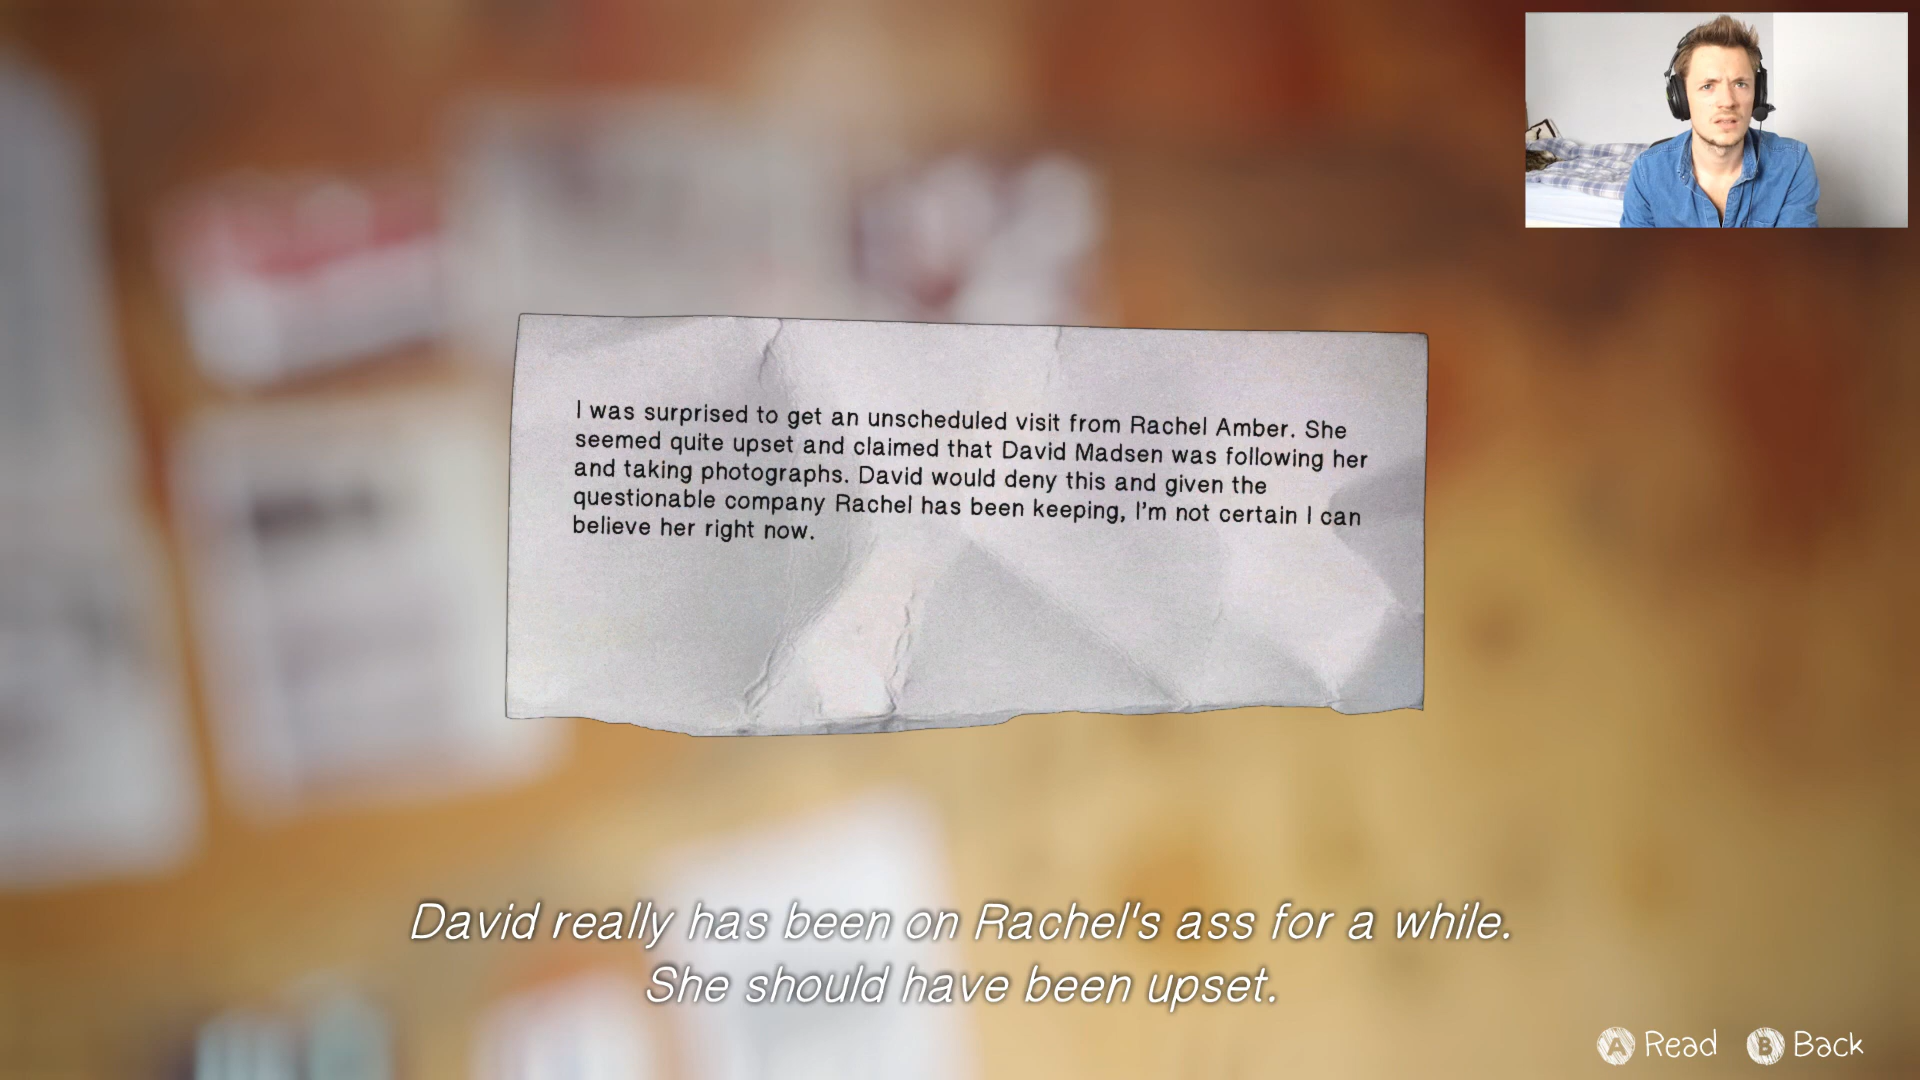 I was surprised to get an unscheduled visit from Rachel Amber. She
seemed quite upset and claimed that David Madsen was following her
and taking photographs. David would deny this and given the
questionable company Rachel has been keeping, I'm not certain I can
believe her right now.
David really has been on Rachel's ass for a while.
She should have been upset.
A Read B Back